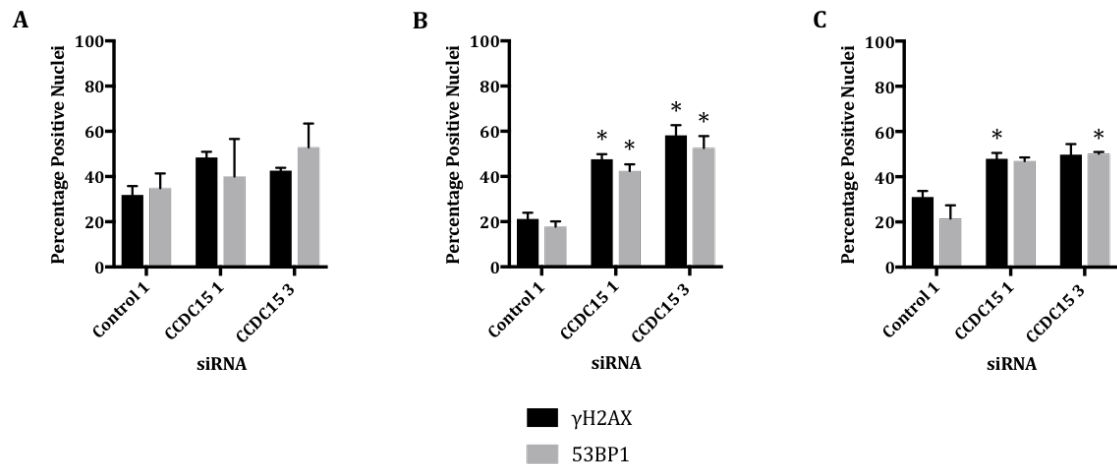 A
Percentage Positive Nuclei
100
80
60
40
20
0
Control 1
CCDC15 1
CCDC15 3
siRNA
B
Percentage Positive Nuclei
100
80
60
40
20
0
*
*
*
*
Control 1
CCDC15 1
CCDC15 3
siRNA
C
Percentage Positive Nuclei
100
80
60
40
20
0
*
*
Control 1
CCDC15 1
CCDC15 3
siRNA
γH2AX
53BP1